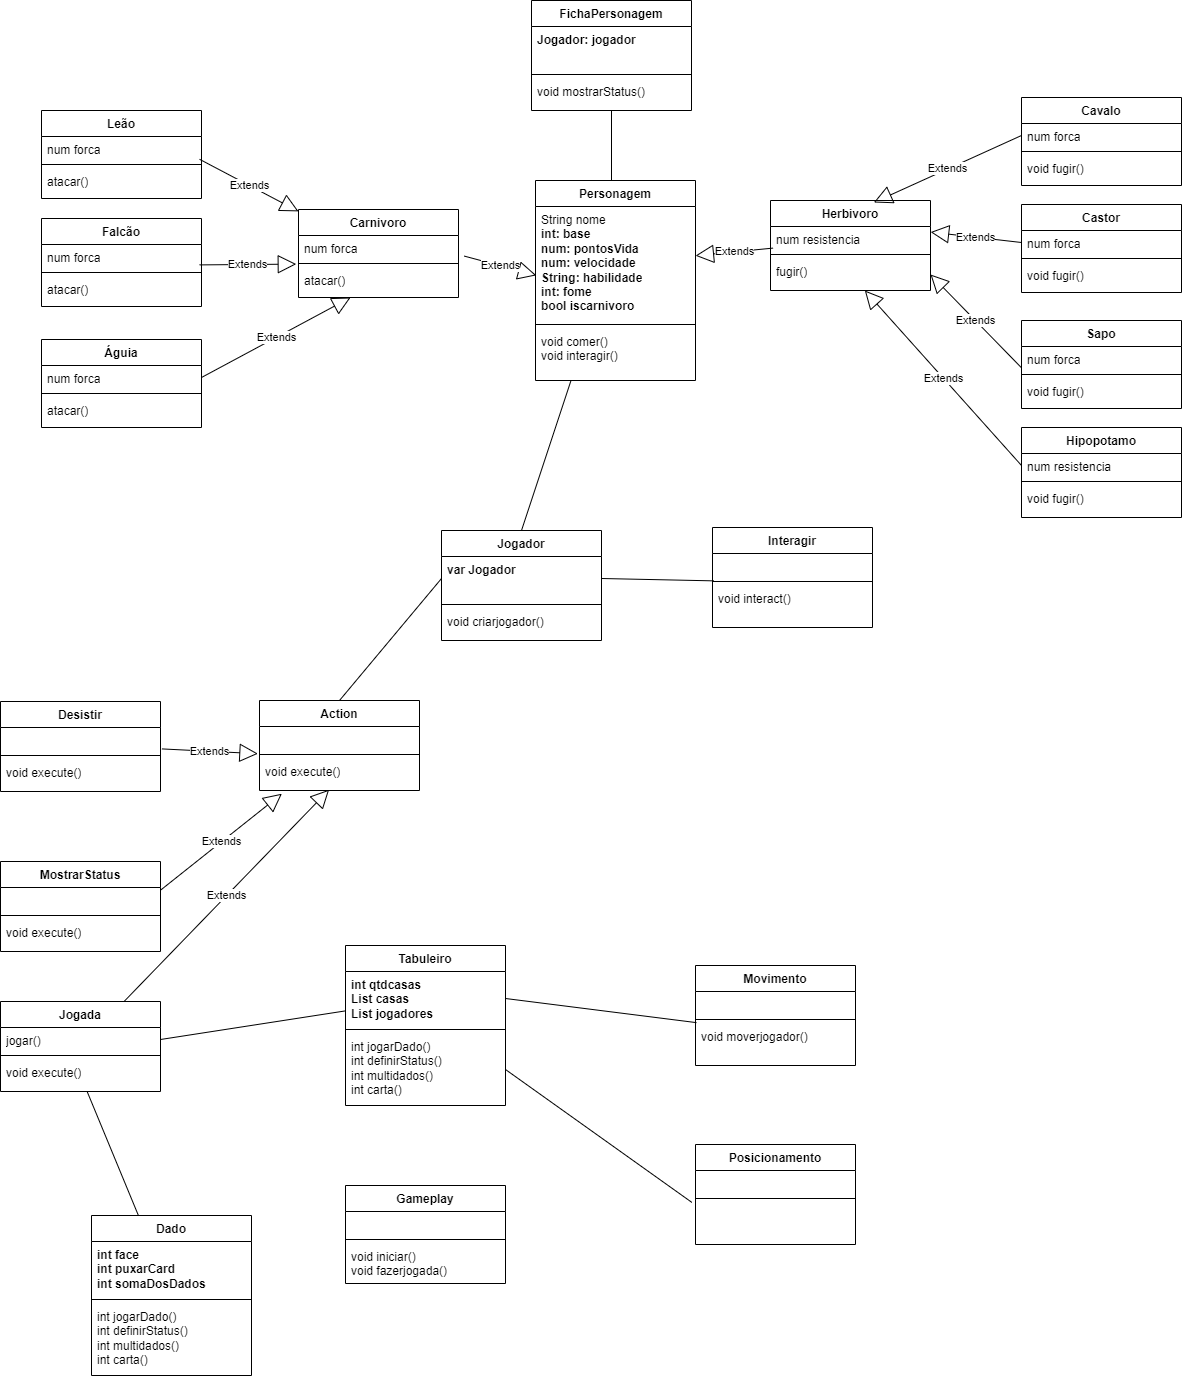 FichaPersonagem
Jogador: jogador
void mostrarStatus()
Leão
num forca
atacar()
Extends
Falcão
num forca
atacar()
Extends
Águia
num forca
atacar()
Extends
Carnivoro
num forca
atacar()
Extends
Personagem
String nome
int: base
num: pontosVida
num: velocidade
String: habilidade
int: fome
bool iscarnivoro
void comer()
void interagir()
Extends
Herbivoro
num resistencia
fugir()
Extends
Cavalo
num forca
void fugir()
Extends
Castor
num forca
void fugir()
Extends
Sapo
num forca
void fugir()
Extends
Hipopotamo
num resistencia
void fugir()
Jogador
var Jogador
void criarjogador()
Interagir
void interact()
Desistir
void execute()
Extends
Action
void execute()
Extends
MostrarStatus
void execute()
Extends
Jogada
jogar()
void execute()
Tabuleiro
int qtdcasas
List casas
List jogadores
int jogarDado()
int definirStatus()
int multidados()
int carta()
Movimento
void moverjogador()
Posicionamento
Gameplay
void iniciar()
void fazerjogada()
Dado
int face
int puxarCard
int somaDosDados
int jogarDado()
int definirStatus()
int multidados()
int carta()